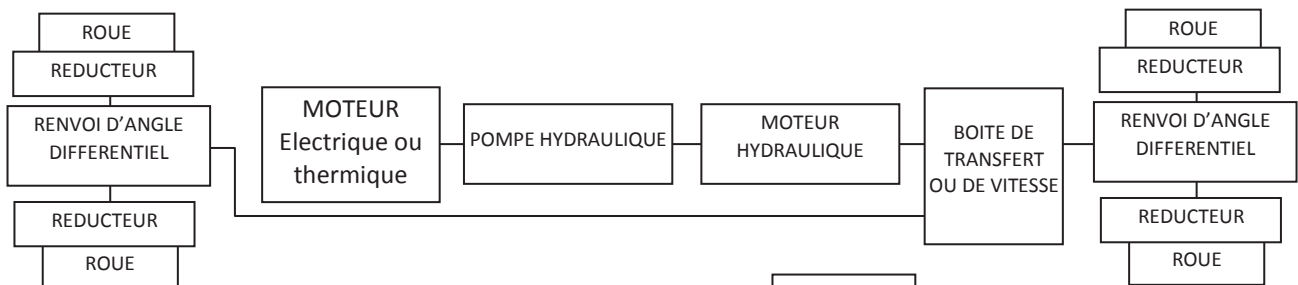 ROUE
REDUCTEUR
RENVOI D'ANGLE
DIFFERENTIEL
REDUCTEUR
ROUE
MOTEUR
Electrique ou
thermique
POMPE HYDRAULIQUE
MOTEUR
HYDRAULIQUE
BOITE DE
TRANSFERT
OU DE VITESSE
ROUE
REDUCTEUR
RENVOI D'ANGLE
DIFFERENTIEL
REDUCTEUR
ROUE